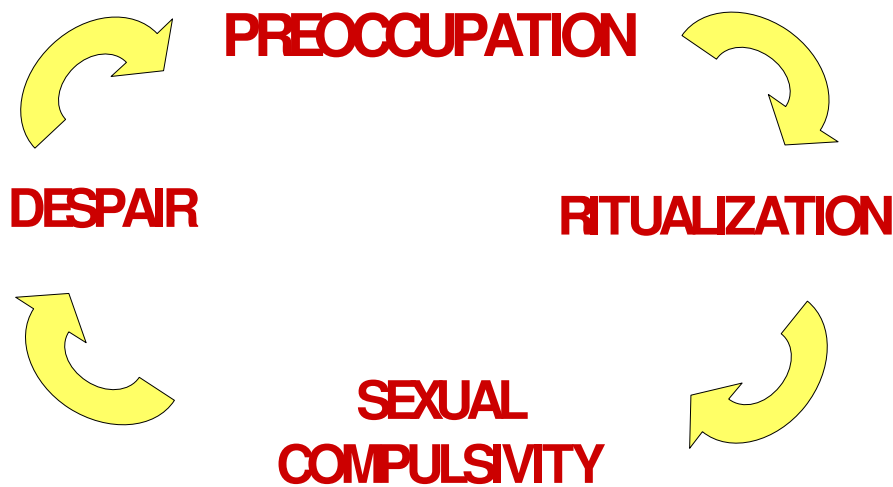 PREOCCUPATION
DESPAIR
RITUALIZATION
SEXUAL
COMPULSIVITY